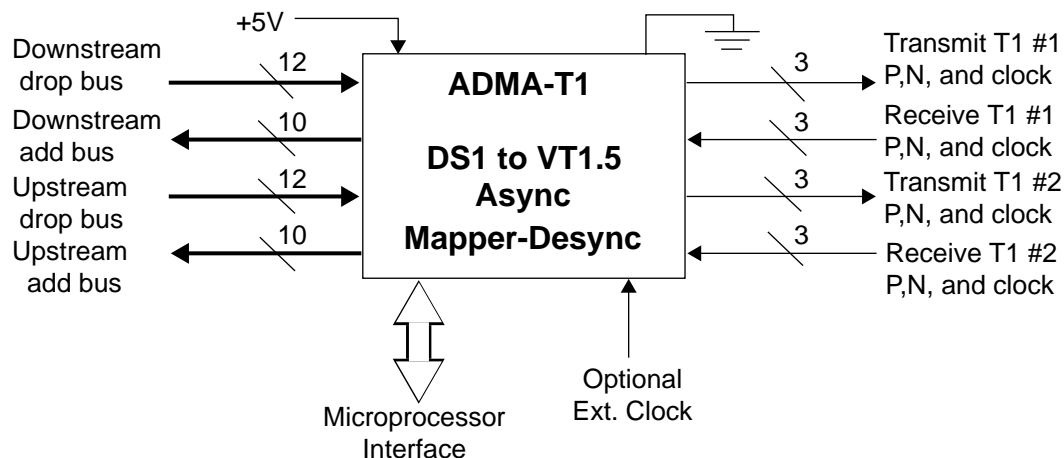 +5V
Downstream
drop bus
12
Downstream
add bus
10
Upstream
drop bus
12
Upstream
add bus
10
ADMA-T1
DS1 to VT1.5
Async
Mapper-Desync
3
Transmit T1 #1
P,N, and clock
3
Receive T1 #1
P,N, and clock
3
Transmit T1 #2
P,N, and clock
3
Receive T1 #2
P,N, and clock
Microprocessor
Interface
Optional
Ext. Clock